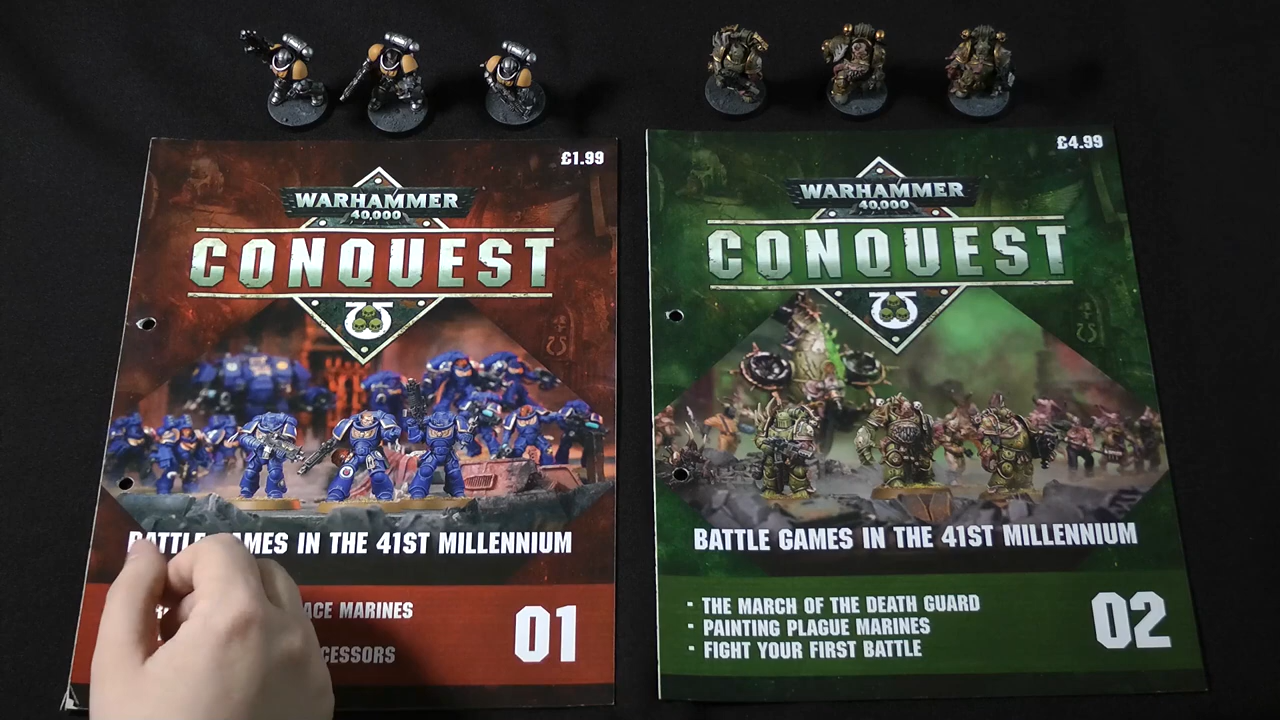 £1.99
WARHAMMER
40,000
CONQUEST
BATTLE GAMES IN THE 41ST MILLENNIUM
ACE MARINES
CESSORS
01
£4.99
WARHAMMER
40,000
CONQUEST
BATTLE GAMES IN THE 41ST MILLENNIUM
· THE MARCH OF THE DEATH GUARD
· PAINTING PLAGUE MARINES
· FIGHT YOUR FIRST BATTLE
02